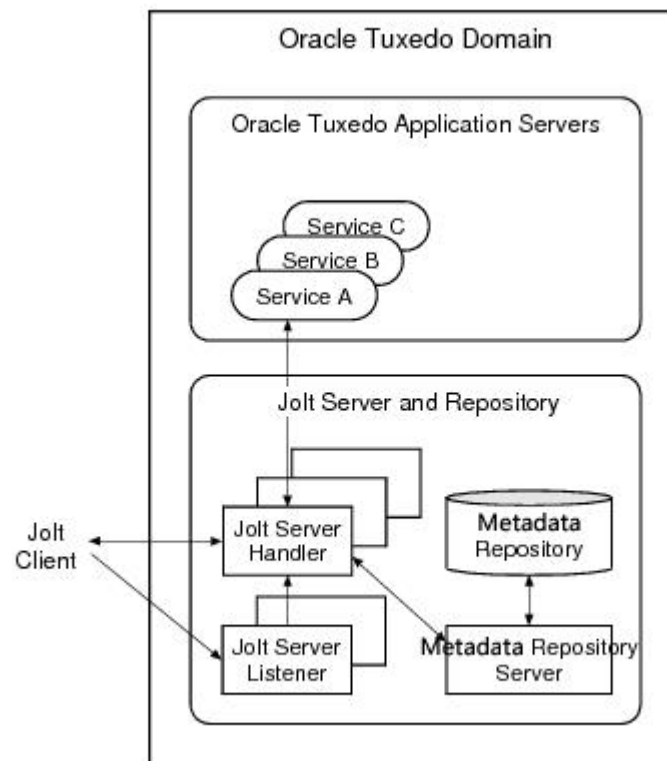 Oracle Tuxedo Domain
Oracle Tuxedo Application Servers
Service C
Service B
Service A
Jolt Server and Repository
Jolt
Client
Jolt Server
Handler
Metadata
Repository
Jolt Server
Listener
Metadata Repository
Server